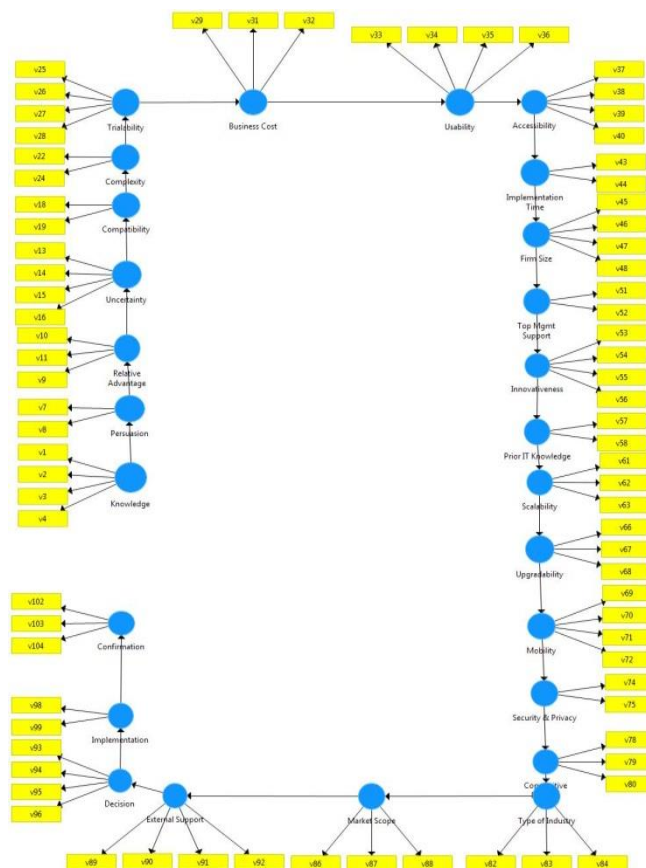 v29
v31
v32
v33
v34
v35
v36
v25
v26
v27
v28
Trialability
Business Cost
Usability
Accessibility
v37
v38
v39
v40
v22
v24
Complexity
v43
v44
Implementation
Time
v18
v19
Compatibility
v45
v46
v47
v48
Firm Size
v13
v14
v15
v16
Uncertainty
v51
v52
Top Mgmt
Support
v10
v11
v9
Relative
Advantage
v53
v54
v55
v56
Innovativeness
v7
v8
Persuasion
v57
v58
Prior IT Knowledge
v1
v2
v3
v4
Knowledge
v61
v62
v63
Scalability
v66
v67
v68
Upgradability
v102
v103
v104
Confirmation
v69
v70
v71
v72
Mobility
v98
v99
Implementation
v74
v75
Security & Privacy
v93
v94
v95
v96
Decision
External Support
Market Scope
Type of Industry
v78
v79
v80
v89
v90
v91
v92
v86
v87
v88
v82
v83
v84